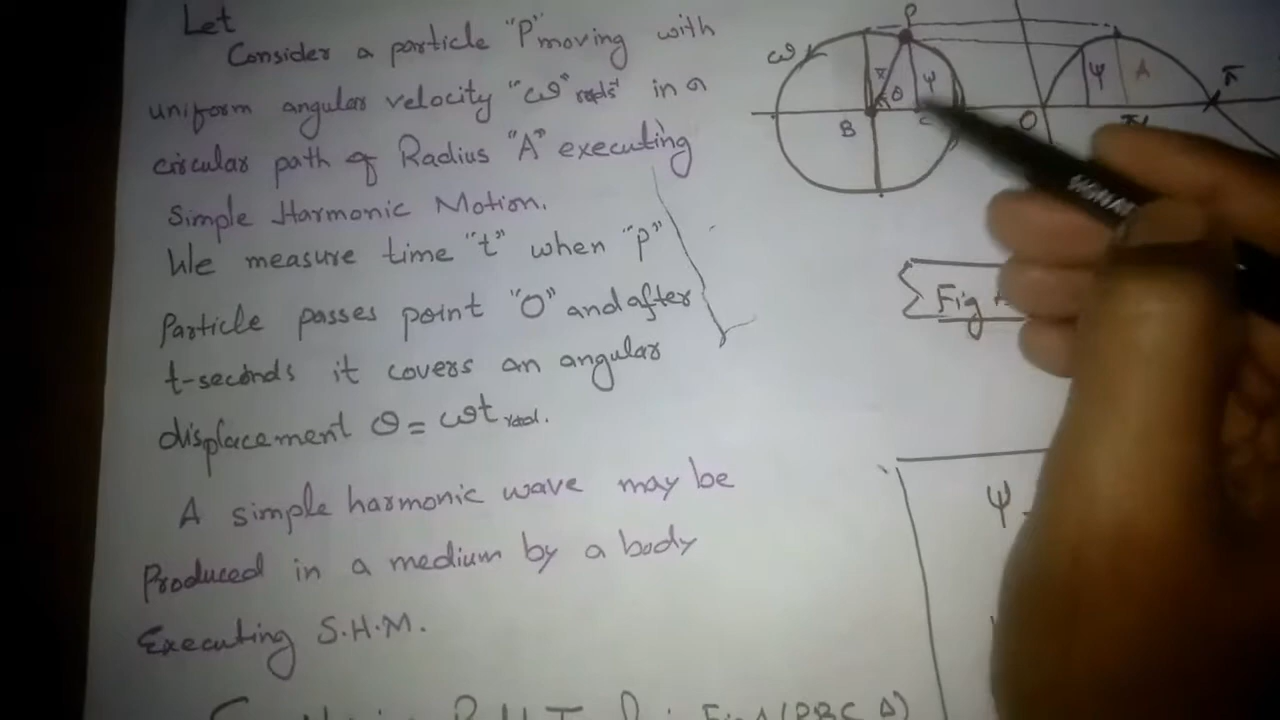 Let
Consider a particle "P" moving with
uniform angular velocity "ω" rads⁻¹ in a
circular path of Radius "A" executing
Simple Harmonic Motion.
We measure time "t" when "P"
Particle passes point "O" and after
t-seconds it covers an angular
displacement θ = ωt rad.
A simple harmonic wave may be
Produced in a medium by a body
Executing S.H.M.
P
ω
θ
ψ
B
C
O
ψ
A
π
Fig
ψ